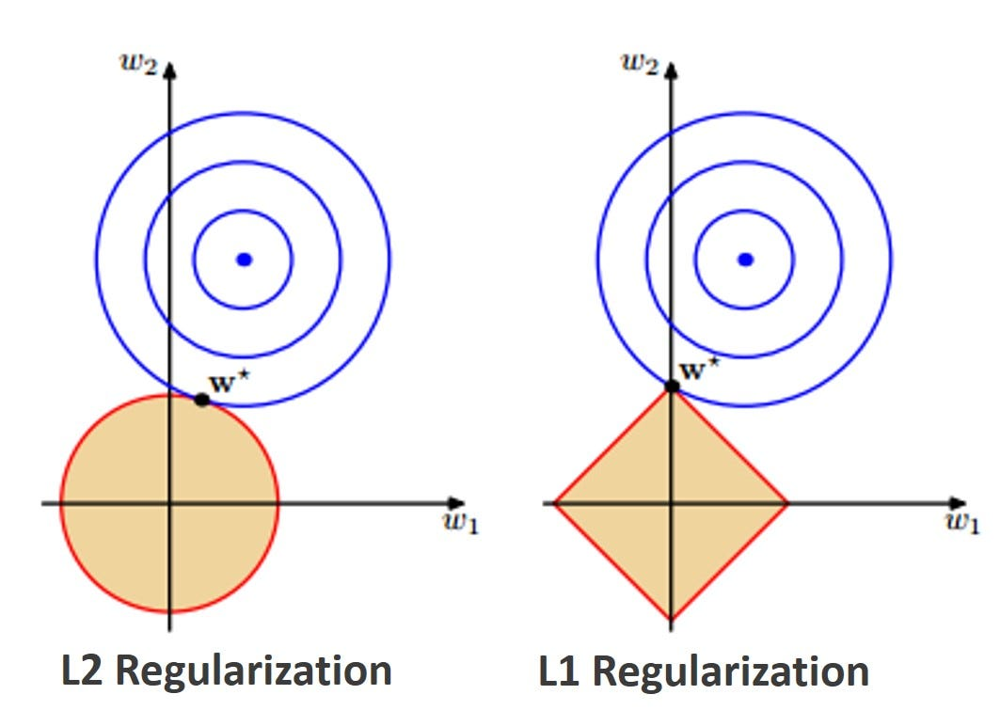 w₂
w*
w₁
L2 Regularization
w₂
w*
w₁
L1 Regularization